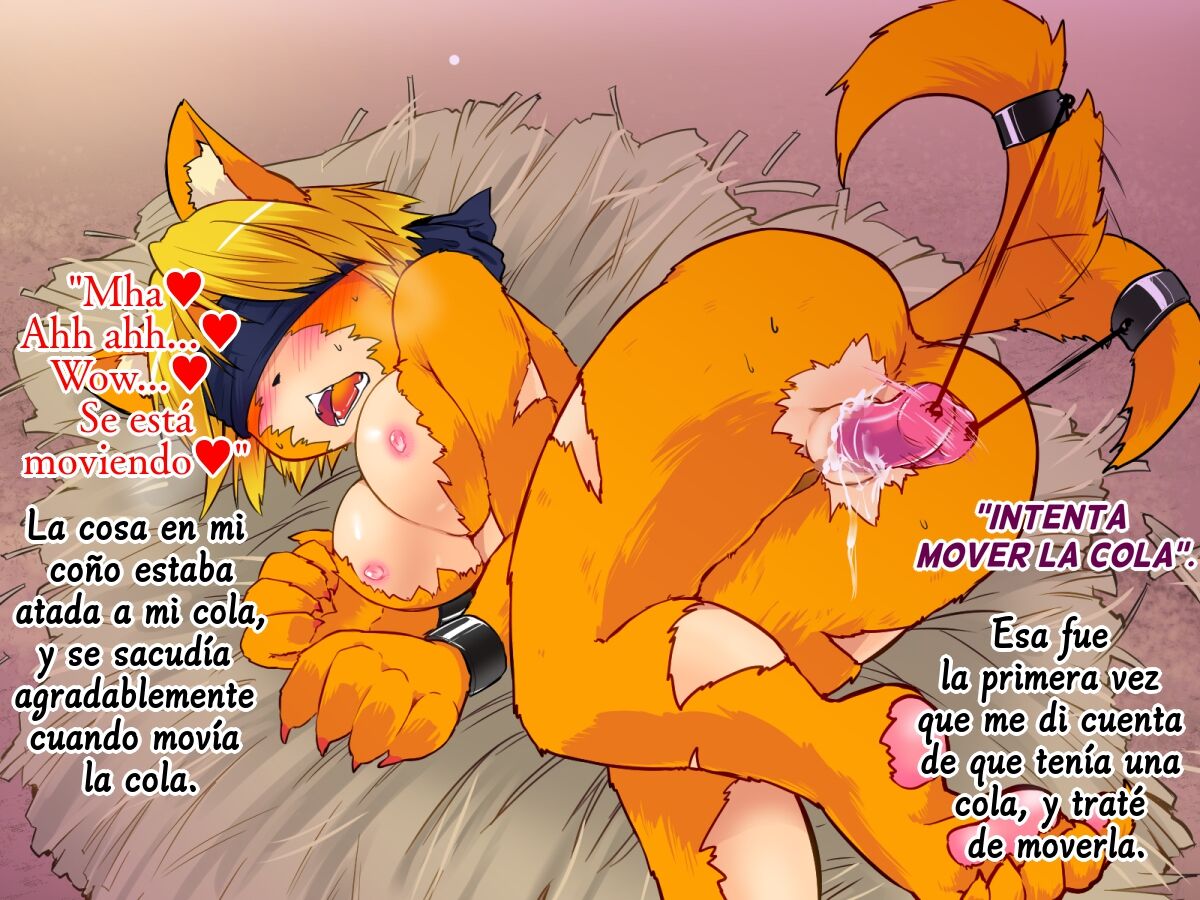 "Mha♥
Ahh ahh...♥
Wow...♥
Se está
moviendo♥"
La cosa en mi
coño estaba
atada a mi cola,
y se sacudía
agradablemente
cuando movía
la cola.
"INTENTA
MOVER LA COLA".
Esa fue
la primera vez
que me di cuenta
de que tenía una
cola, y traté
de moverla.